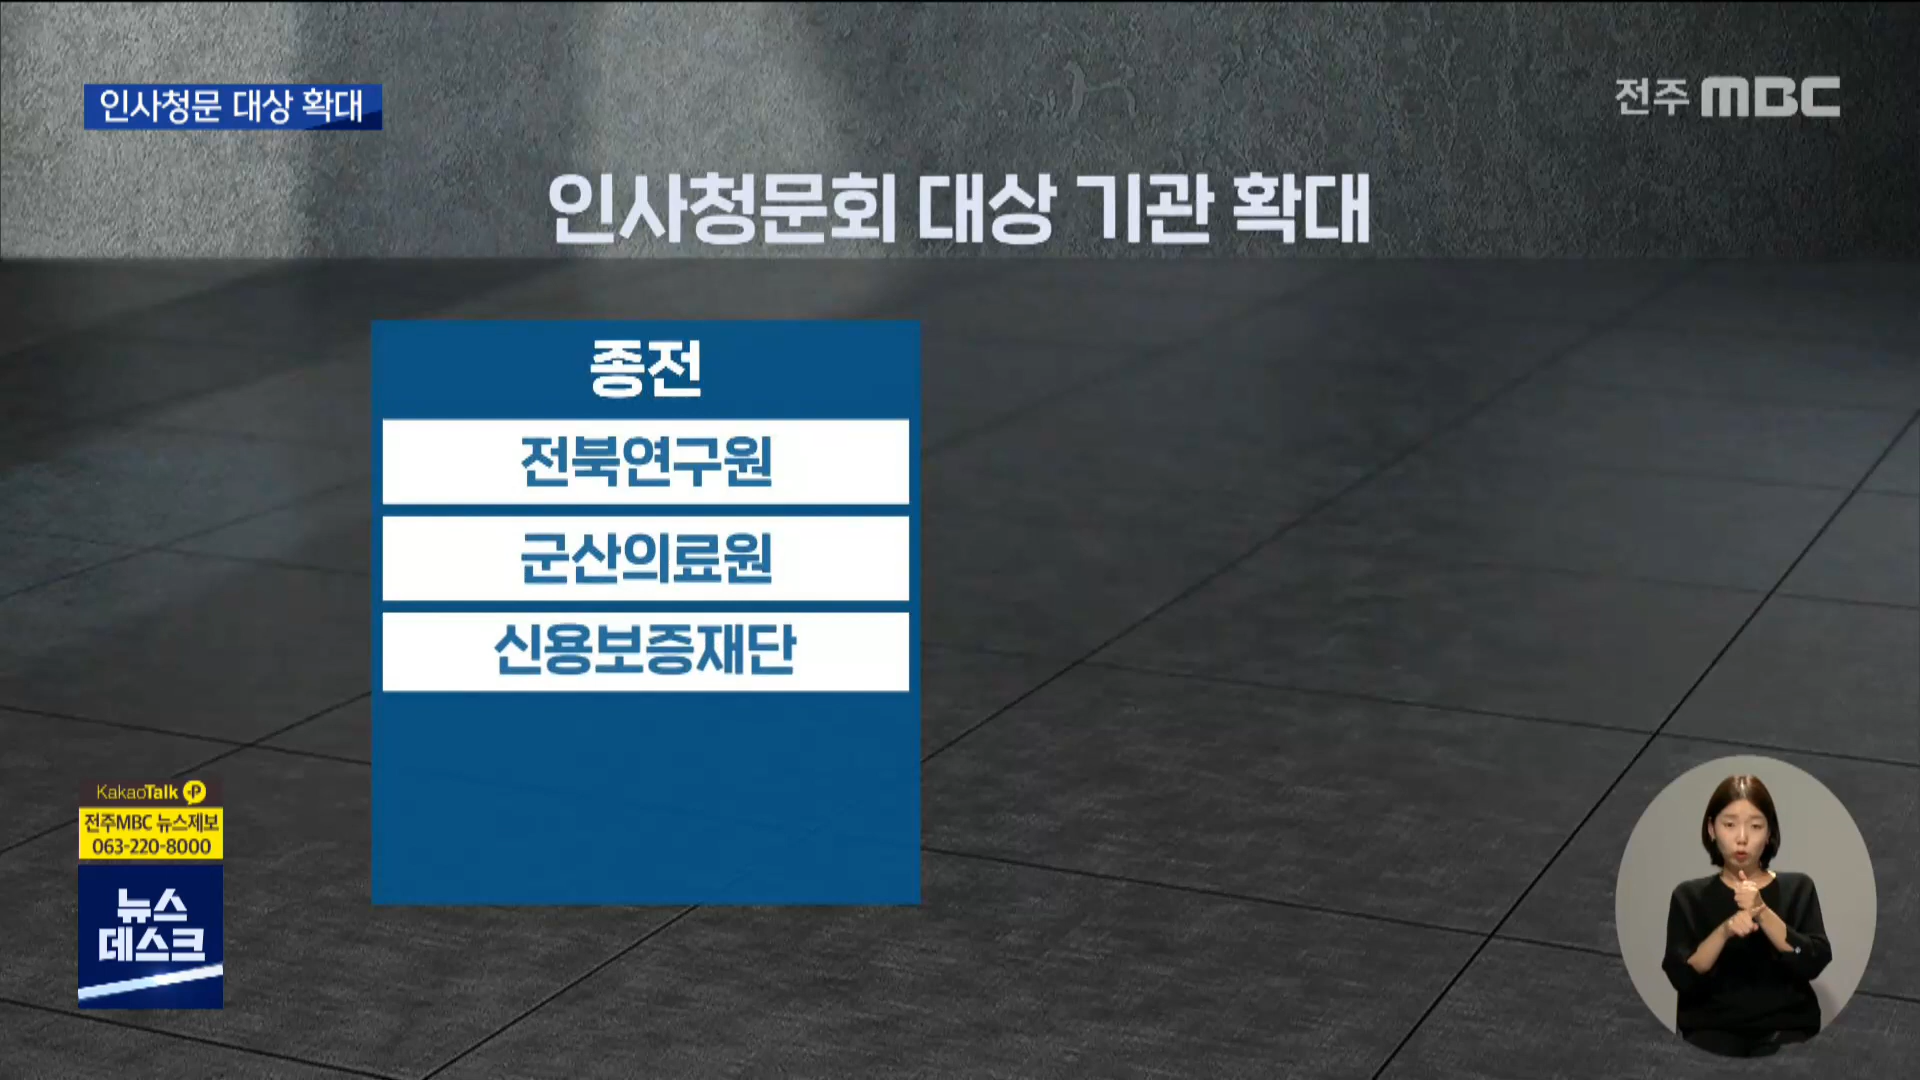 인사청문 대상 확대
전주 MBC
인사청문회 대상 기관 확대
종전
전북연구원
군산의료원
신용보증재단
KakaoTalk P
전주MBC 뉴스제보
063-220-8000
뉴스
데스크